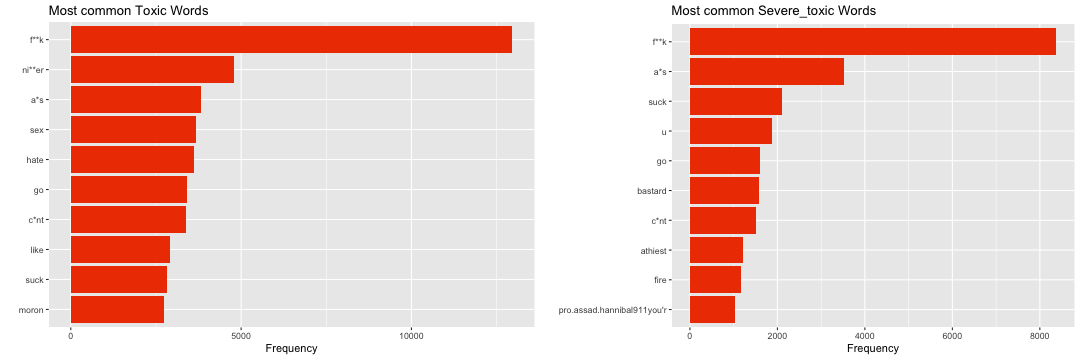 Most common Toxic Words
f**k
ni**er
a*s
sex
hate
go
c*nt
like
suck
moron
0 5000 10000
Frequency
Most common Severe_toxic Words
f**k
a*s
suck
u
go
bastard
c*nt
athiest
fire
pro.assad.hannibal911you'r
0 2000 4000 6000 8000
Frequency